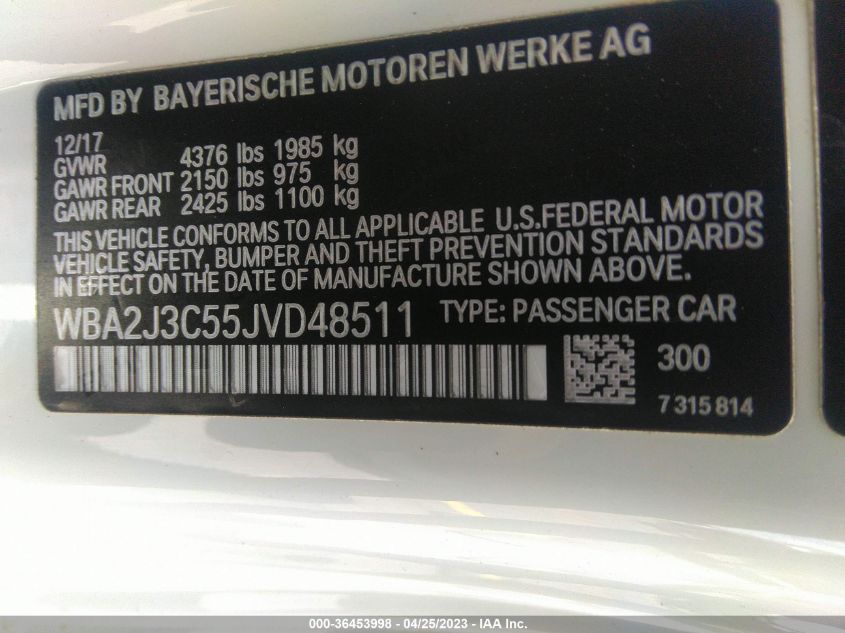 MFD BY BAYERISCHE MOTOREN WERKE AG
12/17
GVWR 4376 lbs 1985 kg
GAWR FRONT 2150 lbs 975 kg
GAWR REAR 2425 lbs 1100 kg
THIS VEHICLE CONFORMS TO ALL APPLICABLE U.S.FEDERAL MOTOR
VEHICLE SAFETY, BUMPER AND THEFT PREVENTION STANDARDS
IN EFFECT ON THE DATE OF MANUFACTURE SHOWN ABOVE.
WBA2J3C55JVD48511 TYPE: PASSENGER CAR
300
7 315 814
000-36453998 - 04/25/2023 - IAA Inc.